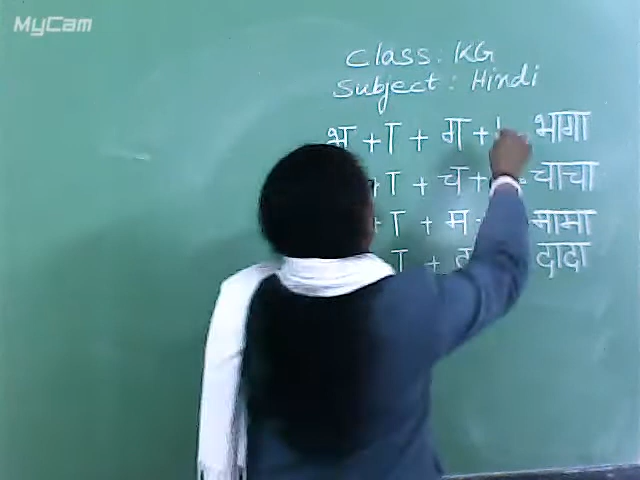 MyCam
Class: KG
Subject: Hindi
भ + ा + ग + भागा
+ ा + च + = चाचा
+ ा + म मामा
ा + दादा